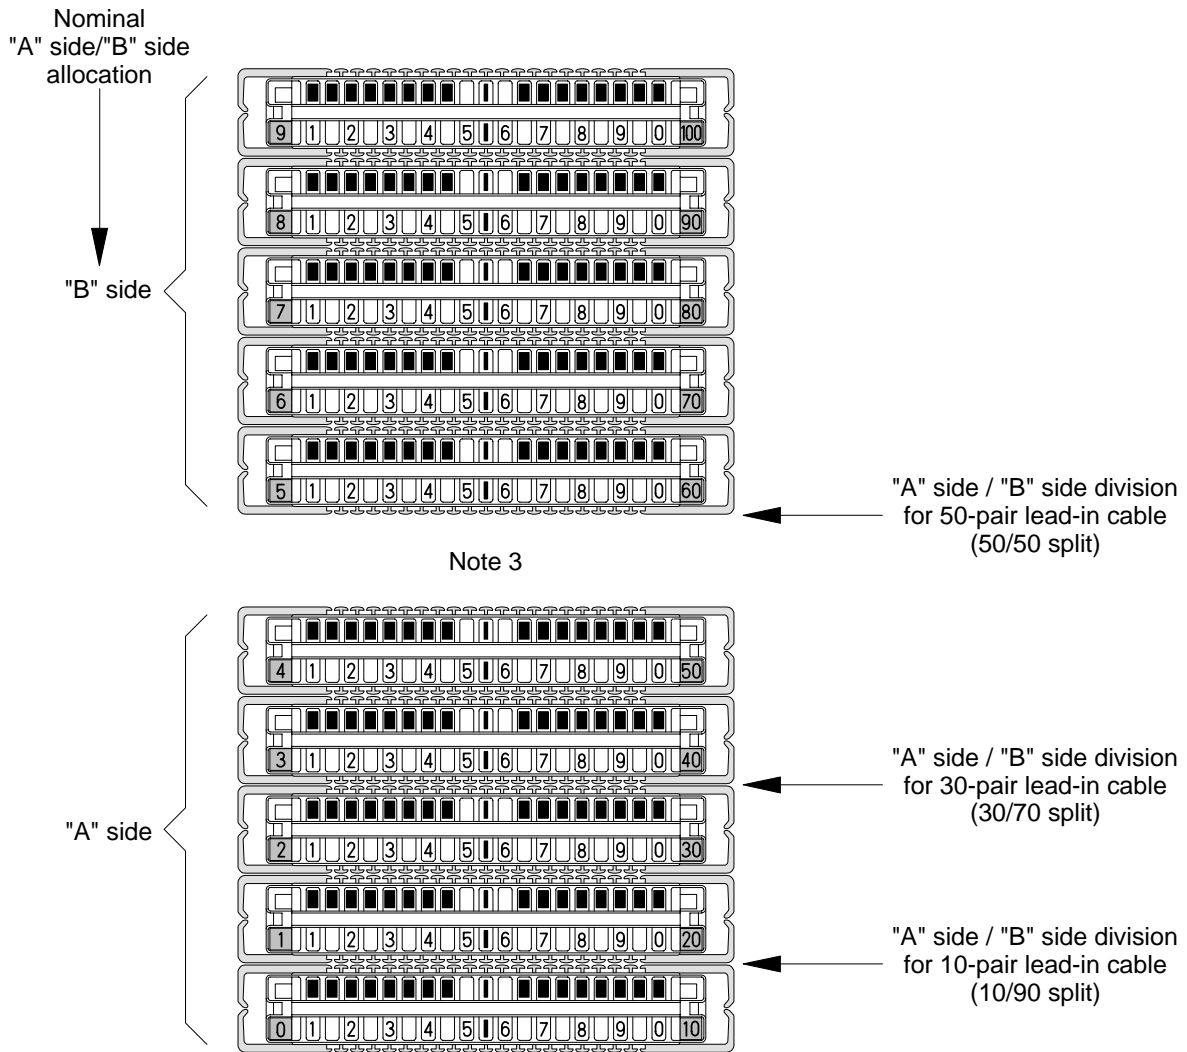 Nominal
"A" side/"B" side
allocation
9 1 2 3 4 5 6 7 8 9 0 100
8 1 2 3 4 5 6 7 8 9 0 90
"B" side
7 1 2 3 4 5 6 7 8 9 0 80
6 1 2 3 4 5 6 7 8 9 0 70
5 1 2 3 4 5 6 7 8 9 0 60
"A" side / "B" side division
for 50-pair lead-in cable
(50/50 split)
Note 3
4 1 2 3 4 5 6 7 8 9 0 50
3 1 2 3 4 5 6 7 8 9 0 40
"A" side / "B" side division
for 30-pair lead-in cable
(30/70 split)
"A" side
2 1 2 3 4 5 6 7 8 9 0 30
1 1 2 3 4 5 6 7 8 9 0 20
"A" side / "B" side division
for 10-pair lead-in cable
(10/90 split)
0 1 2 3 4 5 6 7 8 9 0 10